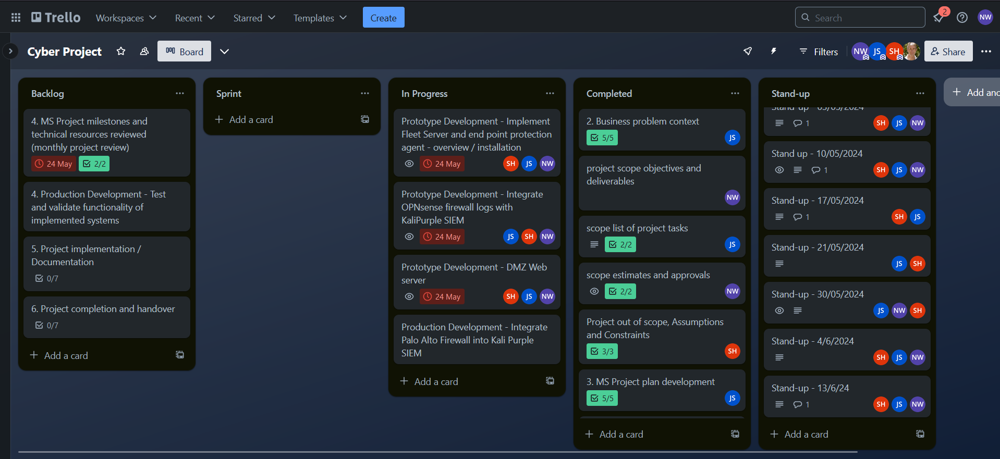 Trello
Workspaces
Recent
Starred
Templates
Create
Search
2
NW
Cyber Project
Board
Filters
NW
JS
SH
Share
Backlog
4. MS Project milestones and
technical resources reviewed
(monthly project review)
24 May
2/2
4. Production Development - Test
and validate functionality of
implemented systems
5. Project implementation /
Documentation
0/7
6. Project completion and handover
0/7
Add a card
Sprint
Add a card
In Progress
Prototype Development - Implement
Fleet Server and end point protection
agent - overview / installation
24 May
SH
JS
NW
Prototype Development - Integrate
OPNsense firewall logs with
KaliPurple SIEM
24 May
JS
SH
NW
Prototype Development - DMZ Web
server
24 May
SH
JS
NW
Production Development - Integrate
Palo Alto Firewall into Kali Purple
SIEM
Add a card
Completed
2. Business problem context
5/5
JS
project scope objectives and
deliverables
NW
scope list of project tasks
2/2
JS
scope estimates and approvals
2/2
NW
Project out of scope, Assumptions
and Constraints
3/3
SH
3. MS Project plan development
5/5
JS
Add a card
Stand-up
Stand-up - 03/05/2024
1
SH
JS
NW
Stand up - 10/05/2024
1
SH
JS
NW
Stand-up - 17/05/2024
1
SH
JS
Stand-up - 21/05/2024
JS
SH
Stand-up - 30/05/2024
JS
NW
SH
Stand-up - 4/6/2024
SH
JS
NW
Stand-up - 13/6/24
1
SH
JS
NW
Add a card
Add ano